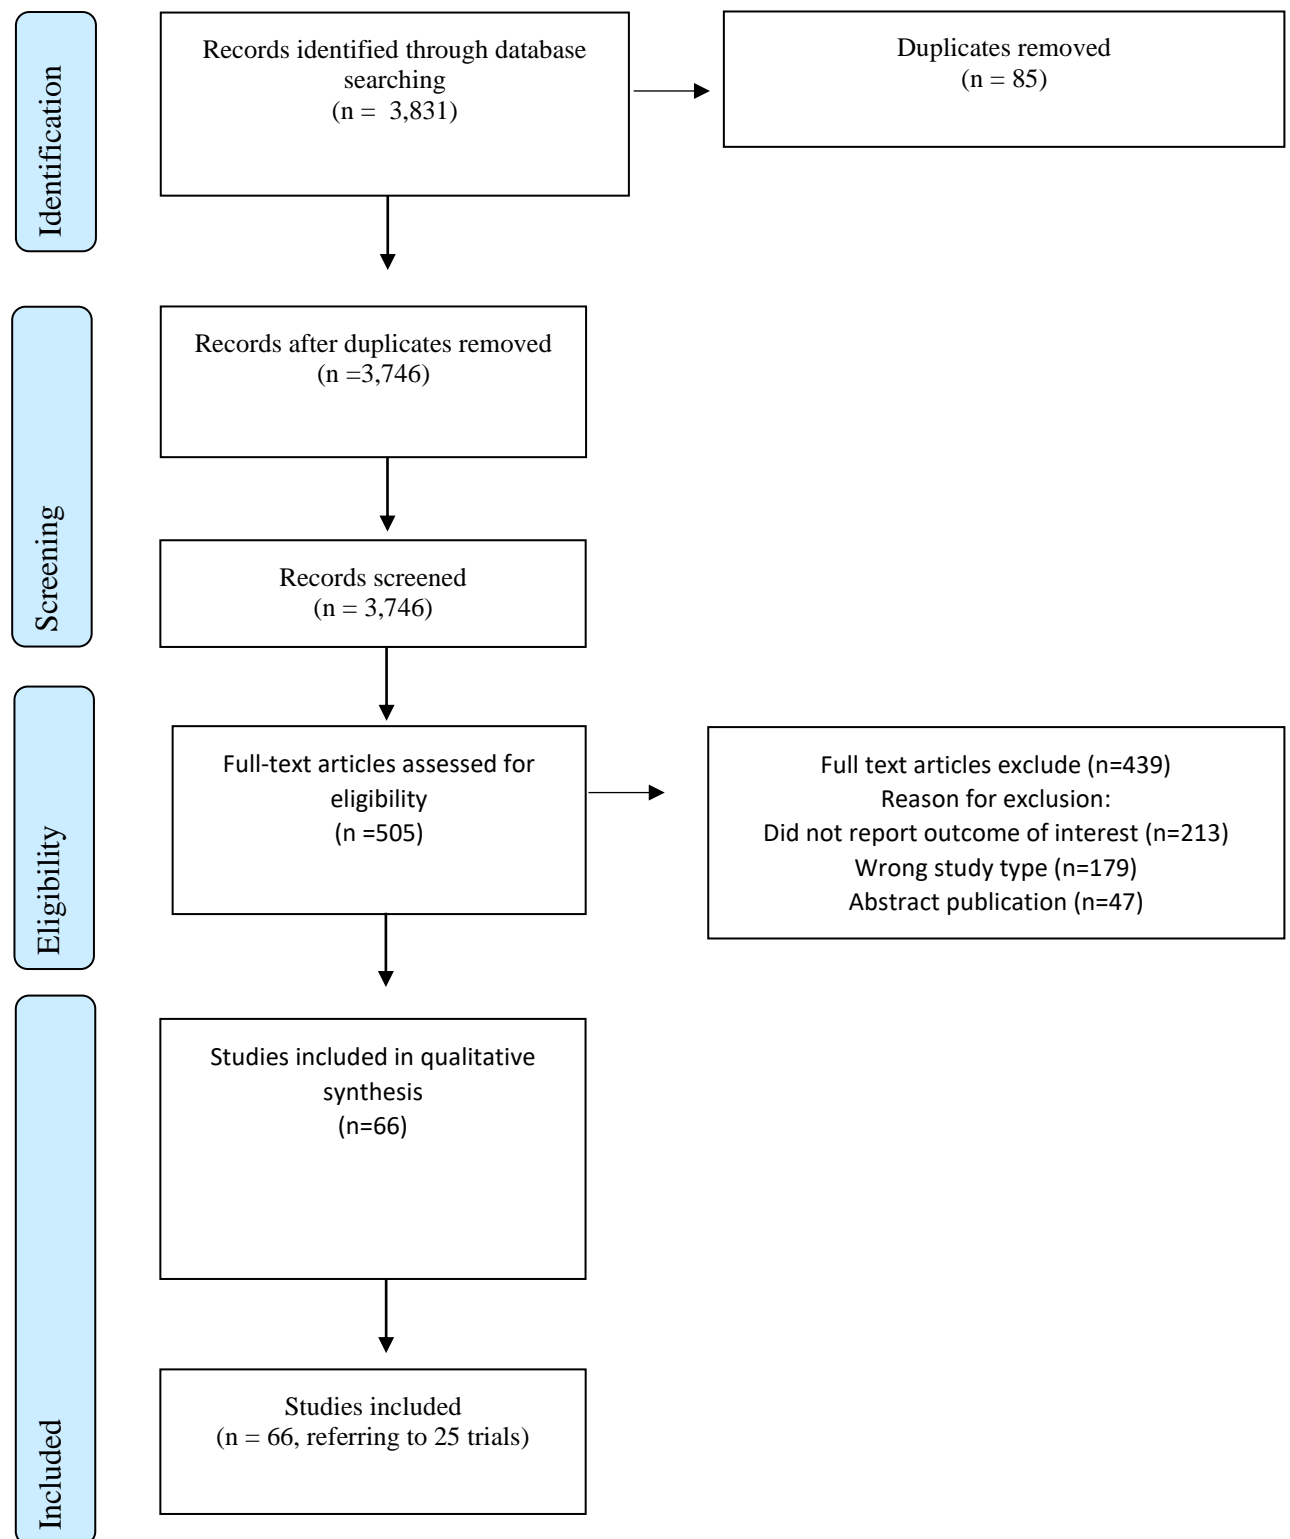 Identification
Records identified through database
searching
(n =  3,831)
Duplicates removed
(n = 85)
Screening
Records after duplicates removed
(n =3,746)
Records screened
(n = 3,746)
Eligibility
Full-text articles assessed for
eligibility
(n =505)
Full text articles exclude (n=439)
Reason for exclusion:
Did not report outcome of interest (n=213)
Wrong study type (n=179)
Abstract publication (n=47)
Included
Studies included in qualitative
synthesis
(n=66)
Studies included
(n = 66, referring to 25 trials)